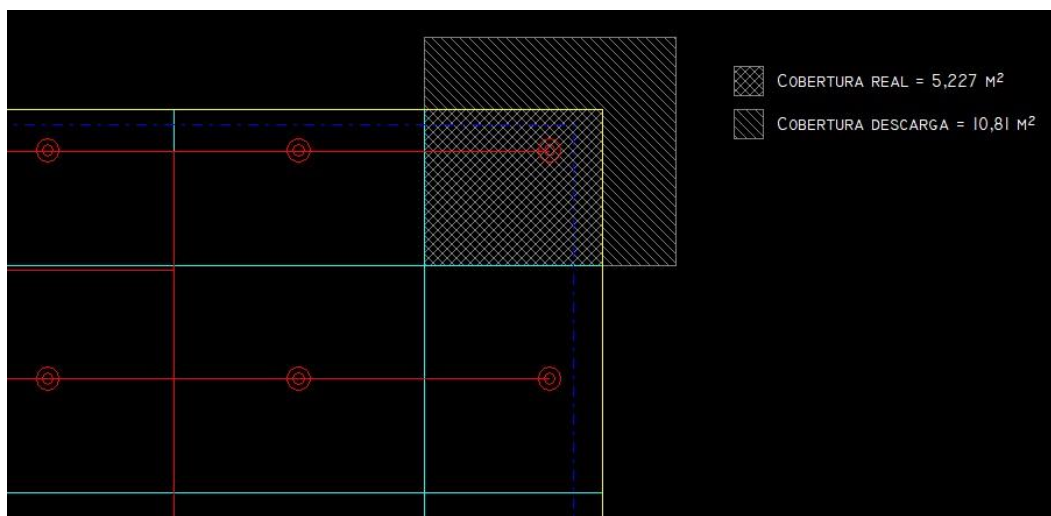 COBERTURA REAL = 5,227 M²
COBERTURA DESCARGA = 10,81 M²